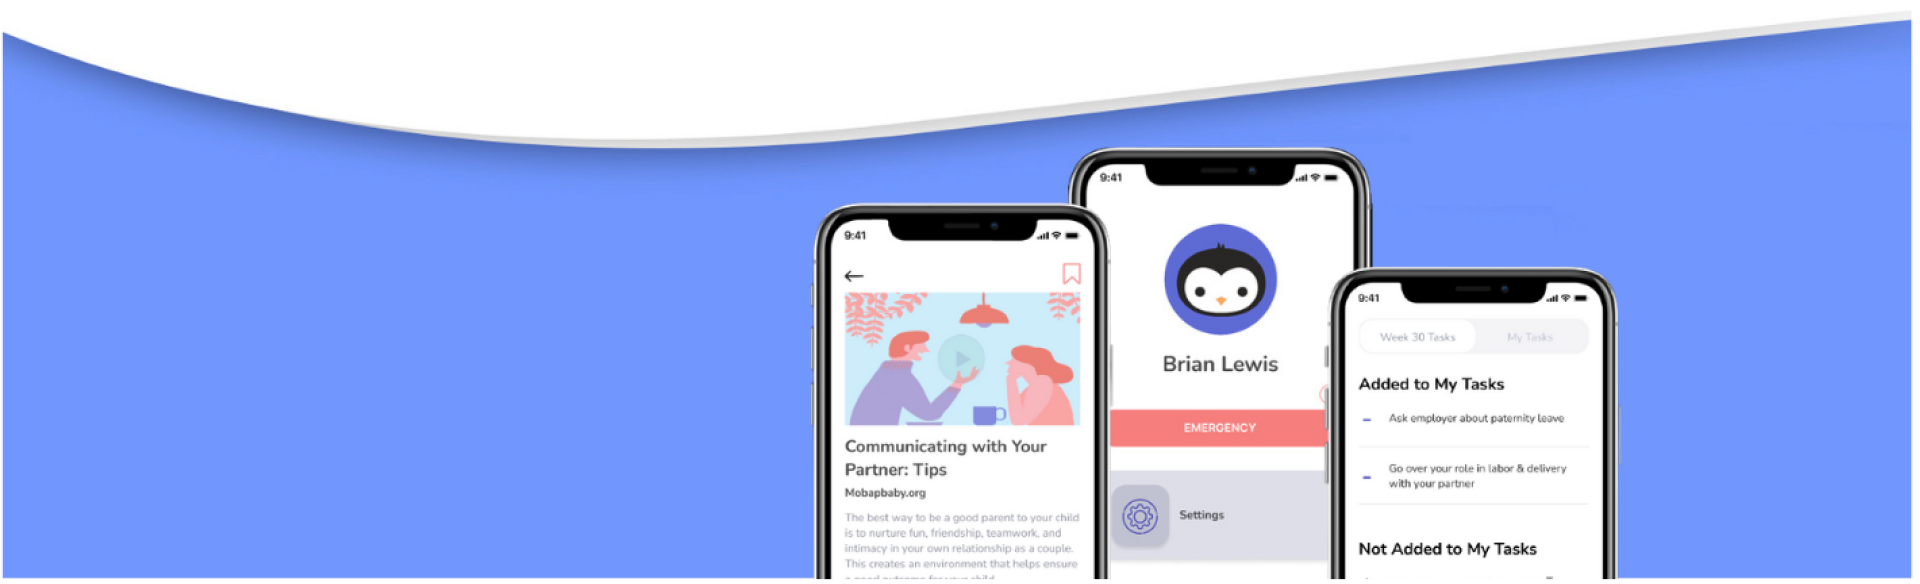 9:41
Communicating with Your
Partner: Tips
Mobapbaby.org
The best way to be a good parent to your child
is to nurture fun, friendship, teamwork, and
intimacy in your own relationship as a couple.
This creates an environment that helps ensure
9:41
Brian Lewis
EMERGENCY
Settings
9:41
Week 30 Tasks
My Tasks
Added to My Tasks
Ask employer about paternity leave
Go over your role in labor & delivery
with your partner
Not Added to My Tasks